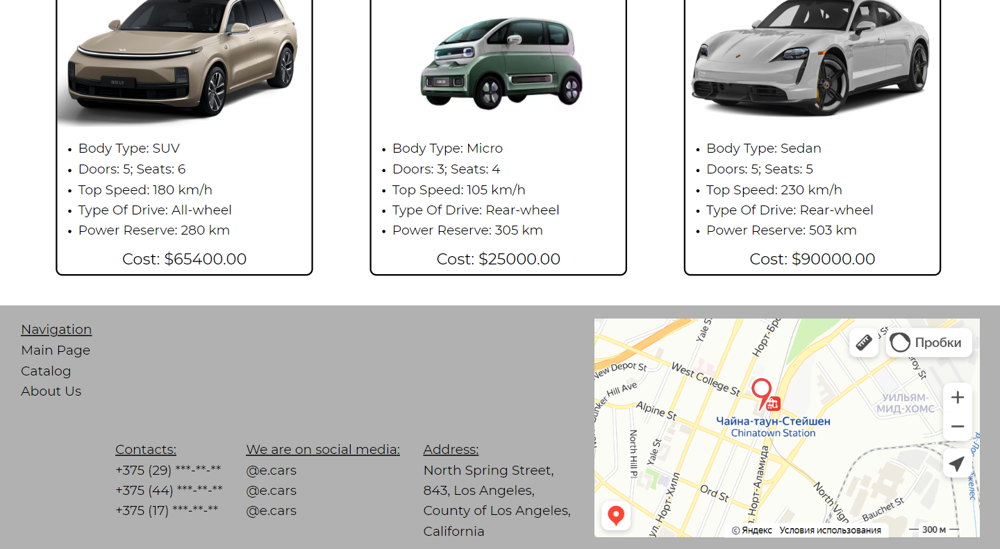 Body Type: SUV
Doors: 5; Seats: 6
Top Speed: 180 km/h
Type Of Drive: All-wheel
Power Reserve: 280 km
Cost: $65400.00
Body Type: Micro
Doors: 3; Seats: 4
Top Speed: 105 km/h
Type Of Drive: Rear-wheel
Power Reserve: 305 km
Cost: $25000.00
Body Type: Sedan
Doors: 5; Seats: 5
Top Speed: 230 km/h
Type Of Drive: Rear-wheel
Power Reserve: 503 km
Cost: $90000.00
Navigation
Main Page
Catalog
About Us
Contacts:
+375 (29) ***-**-**
+375 (44) ***-**-**
+375 (17) ***-**-**
We are on social media:
@e.cars
@e.cars
@e.cars
Address:
North Spring Street,
843, Los Angeles,
County of Los Angeles,
California
Yale S
Норт-Бро
Пробки
New Depot St
West College St
Hill Ave
Alpine St
УИЛЬЯМ-
МИД-ХОМС
Чайна-таун-Стейшен
Chinatown Station
North Hill Pl
Yale St
ул. Норт-Хилл
Ord St
ул. Норт-Аламида
North Vign
Bauchet St
© Яндекс Условия использования
300 м